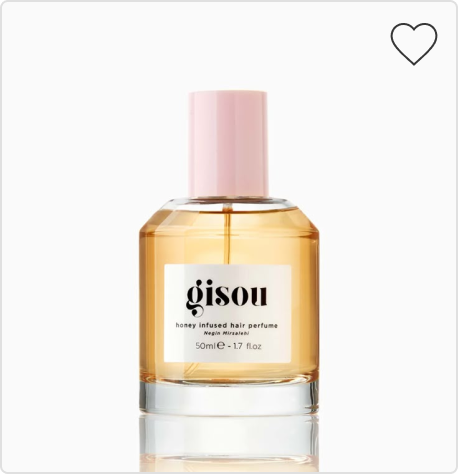 gisou
honey infused hair perfume
Negin Mirsalehi
50ml℮ - 1.7 fl.oz